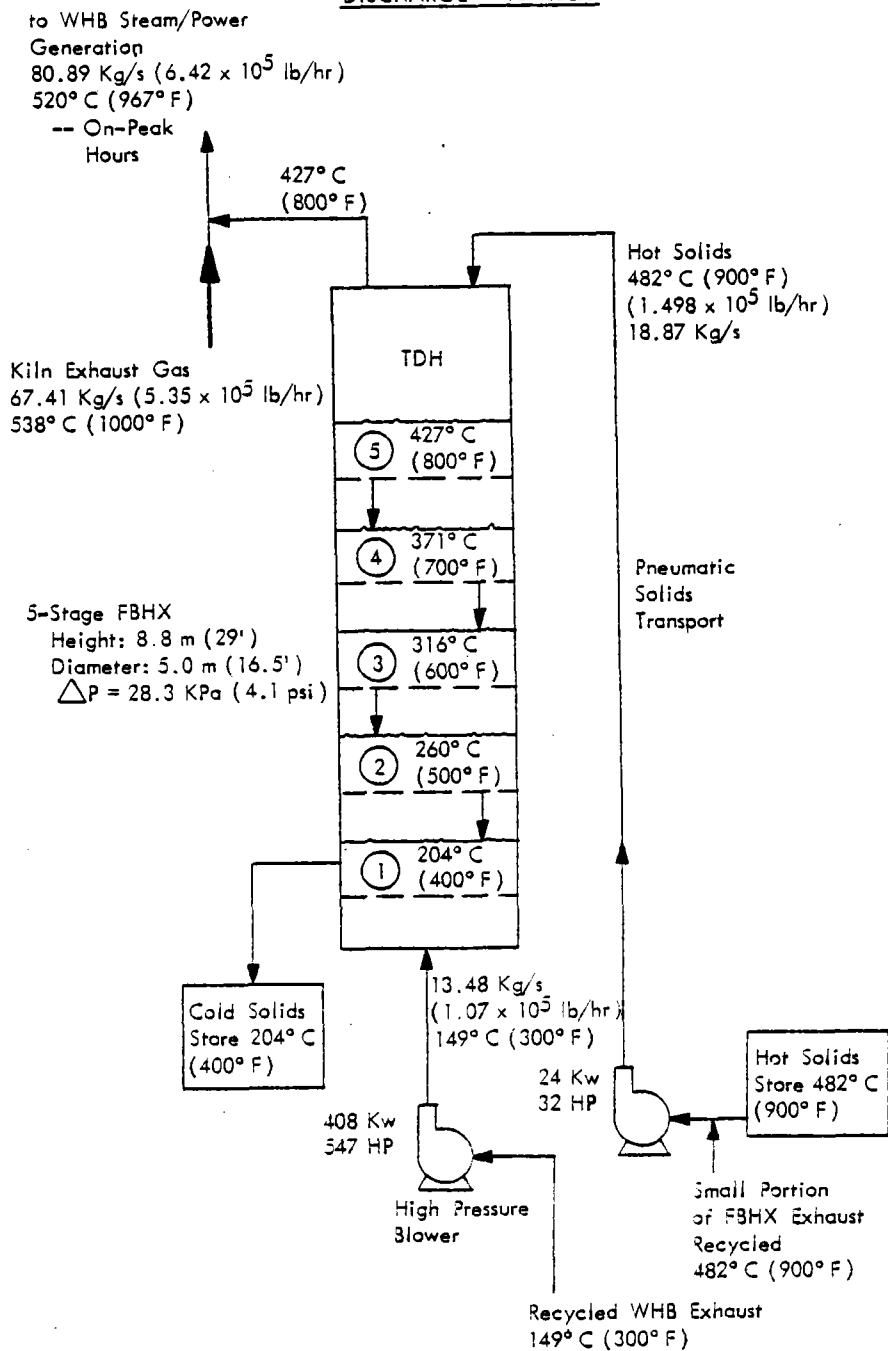 to WHB Steam/Power
Generation
80.89 Kg/s (6.42 x 10⁵ lb/hr)
520° C (967° F)
-- On-Peak
Hours
427° C
(800° F)
Hot Solids
482° C (900° F)
(1.498 x 10⁵ lb/hr)
18.87 Kg/s
TDH
Kiln Exhaust Gas
67.41 Kg/s (5.35 x 10⁵ lb/hr)
538° C (1000° F)
5 427° C
(800° F)
4 371° C
(700° F)
Pneumatic
Solids
Transport
5-Stage FBHX
Height: 8.8 m (29')
Diameter: 5.0 m (16.5')
△P = 28.3 KPa (4.1 psi)
3 316° C
(600° F)
2 260° C
(500° F)
1 204° C
(400° F)
13.48 Kg/s
(1.07 x 10⁵ lb/hr)
149° C (300° F)
Cold Solids
Store 204° C
(400° F)
24 Kw
32 HP
Hot Solids
Store 482° C
(900° F)
408 Kw
547 HP
High Pressure
Blower
Small Portion
of FBHX Exhaust
Recycled
482° C (900° F)
Recycled WHB Exhaust
149° C (300° F)